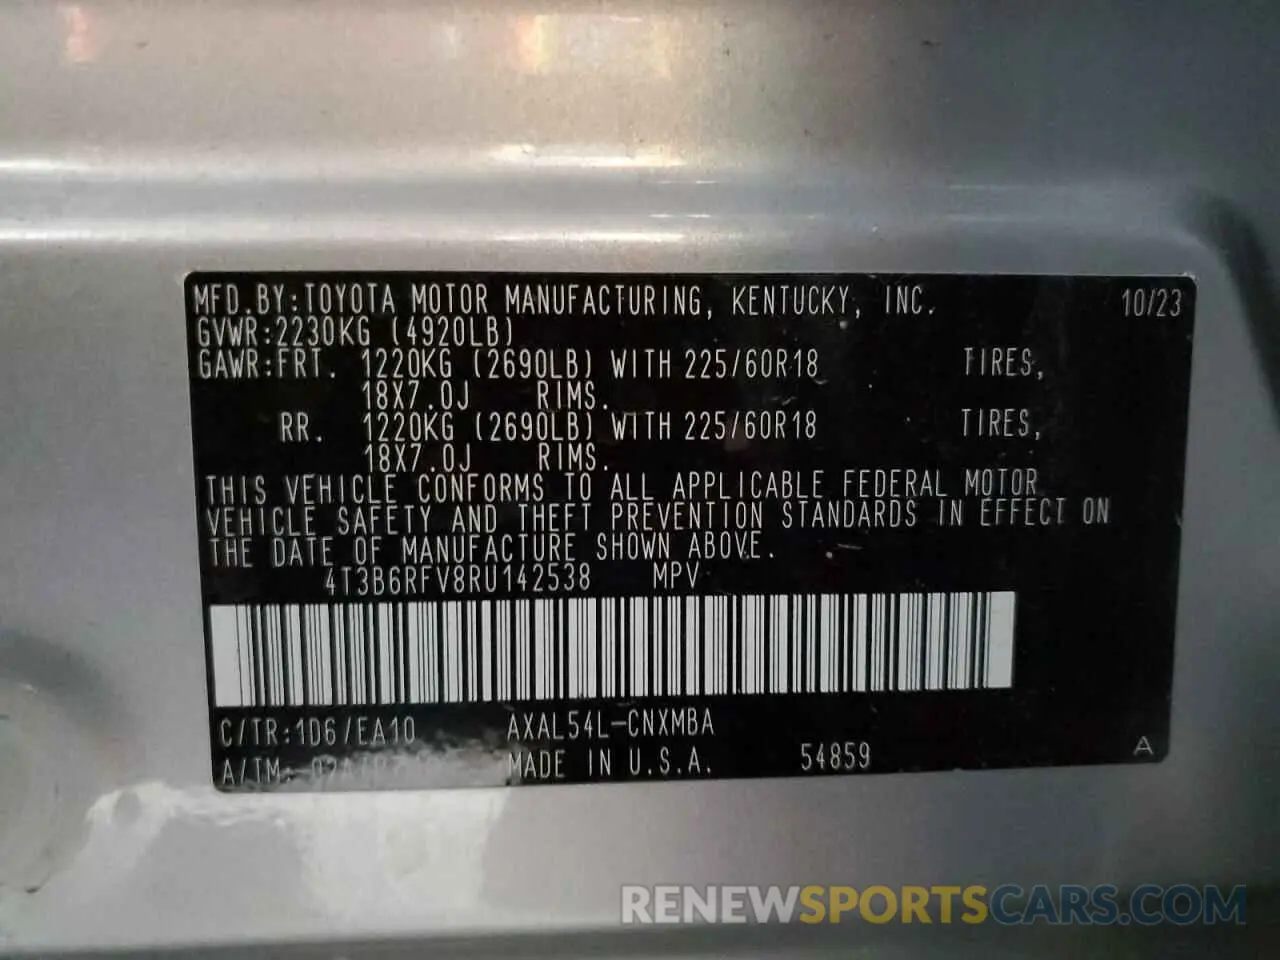 MFD.BY:TOYOTA MOTOR MANUFACTURING, KENTUCKY, INC. 10/23
GVWR:2230KG (4920LB)
GAWR:FRT. 1220KG (2690LB) WITH 225/60R18 TIRES,
18X7.0J RIMS.
RR. 1220KG (2690LB) WITH 225/60R18 TIRES,
18X7.0J RIMS.
THIS VEHICLE CONFORMS TO ALL APPLICABLE FEDERAL MOTOR
VEHICLE SAFETY AND THEFT PREVENTION STANDARDS IN EFFECT ON
THE DATE OF MANUFACTURE SHOWN ABOVE.
4T3B6RFV8RU142538 MPV
C/TR:1D6/EA10 AXAL54L-CNXMBA
A/TM: MADE IN U.S.A. 54859 A
RENEWSPORTSCARS.COM